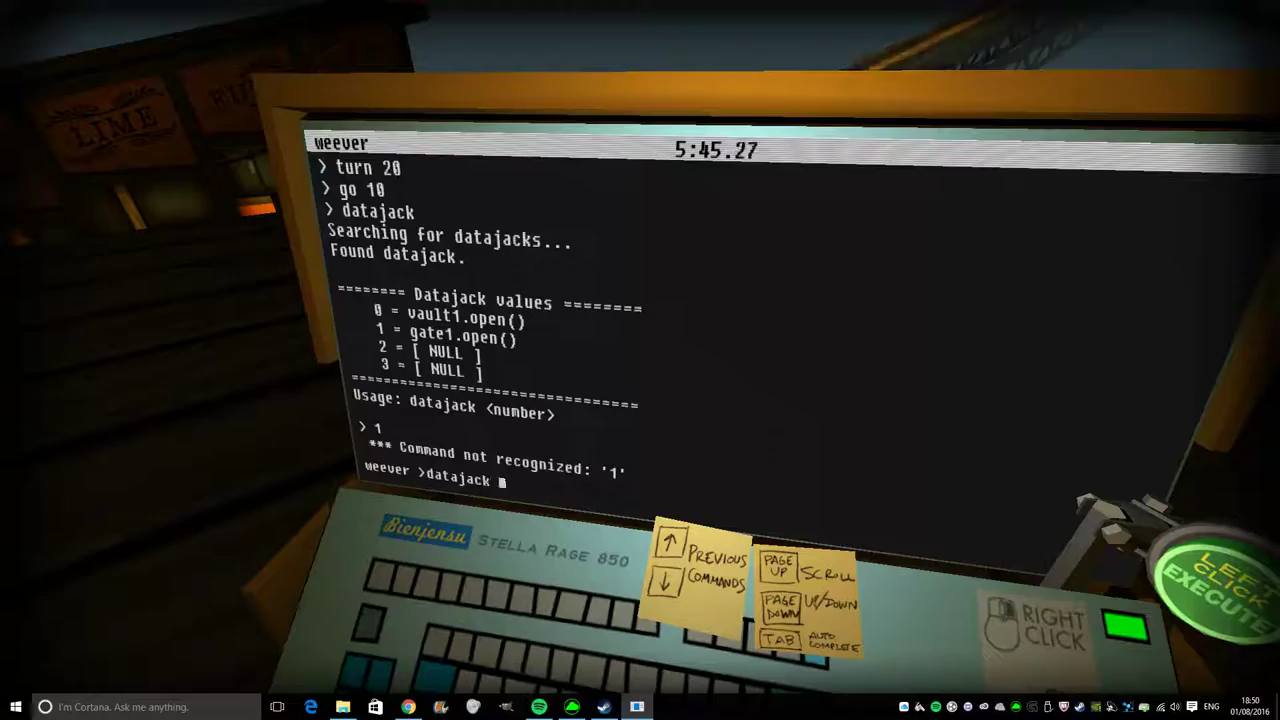 LIME
weever
5:45.27
> turn 20
> go 10
> datajack
Searching for datajacks...
Found datajack.
======== Datajack values ========
0 = vault1.open()
1 = gate1.open()
2 = [ NULL ]
3 = [ NULL ]
=================================
Usage: datajack <number>
> 1
*** Command not recognized: '1'
weever >datajack
Bienjensu STELLA RAGE 850
↑ PREVIOUS
↓ COMMANDS
PAGE UP SCROLL
PAGE DOWN UP/DOWN
TAB AUTO COMPLETE
RIGHT
CLICK
LEFT
CLICK
EXECUTE
I'm Cortana. Ask me anything.
ENG
18:50
01/08/2016